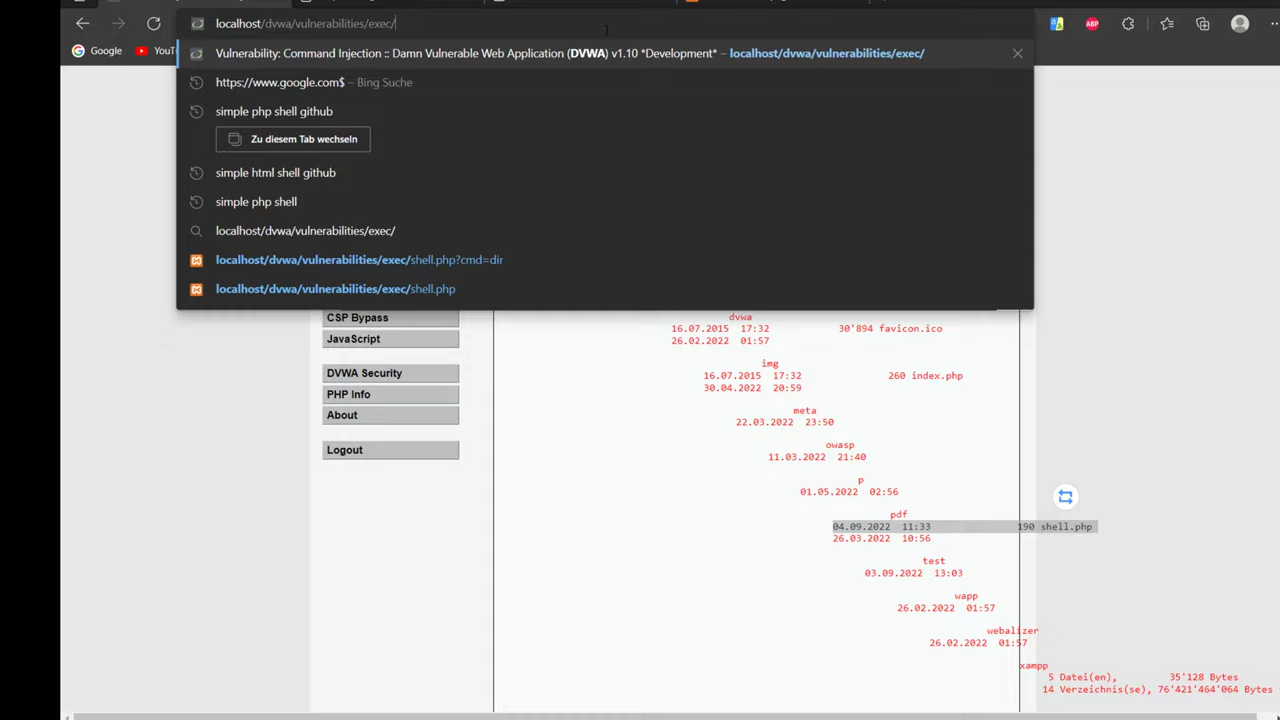 localhost/dvwa/vulnerabilities/exec/
Google
YouT
ABP
Vulnerability: Command Injection :: Damn Vulnerable Web Application (DVWA) v1.10 *Development* – localhost/dvwa/vulnerabilities/exec/
https://www.google.com$ – Bing Suche
simple php shell github
Zu diesem Tab wechseln
simple html shell github
simple php shell
localhost/dvwa/vulnerabilities/exec/
localhost/dvwa/vulnerabilities/exec/shell.php?cmd=dir
localhost/dvwa/vulnerabilities/exec/shell.php
CSP Bypass
JavaScript
DVWA Security
PHP Info
About
Logout
dvwa
16.07.2015 17:32 30'894 favicon.ico
26.02.2022 01:57
img
16.07.2015 17:32 260 index.php
30.04.2022 20:59
meta
22.03.2022 23:50
owasp
11.03.2022 21:40
p
01.05.2022 02:56
pdf
04.09.2022 11:33 190 shell.php
26.03.2022 10:56
test
03.09.2022 13:03
wapp
26.02.2022 01:57
webalizer
26.02.2022 01:57
xampp
5 Datei(en), 35'128 Bytes
14 Verzeichnis(se), 76'421'464'064 Bytes